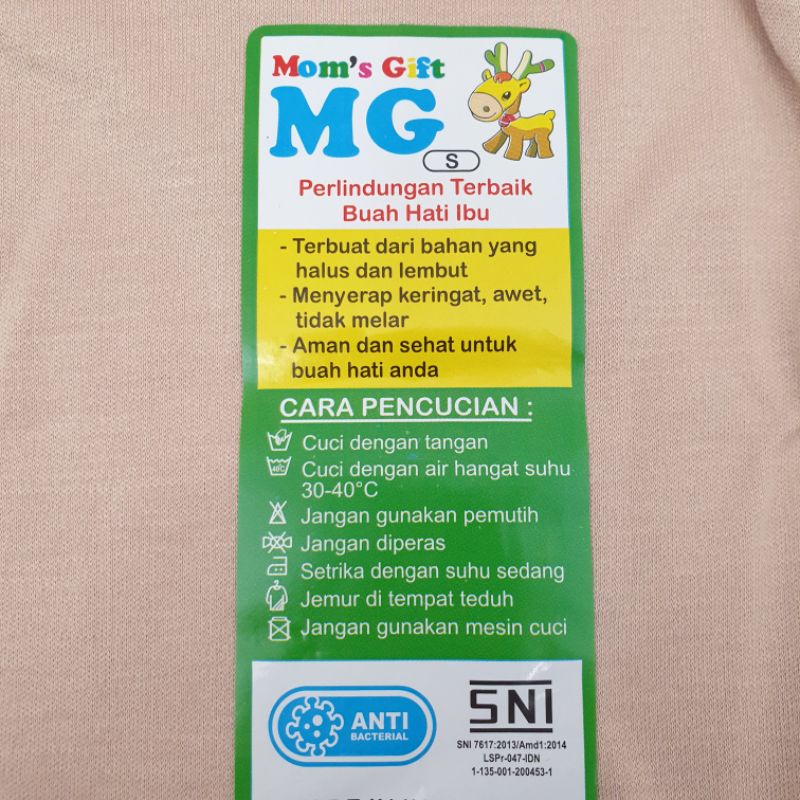 Mom's Gift
MG
S
Perlindungan Terbaik
Buah Hati Ibu
- Terbuat dari bahan yang
halus dan lembut
- Menyerap keringat, awet,
tidak melar
- Aman dan sehat untuk
buah hati anda
CARA PENCUCIAN :
Cuci dengan tangan
40°C
Cuci dengan air hangat suhu
30-40°C
Jangan gunakan pemutih
Jangan diperas
Setrika dengan suhu sedang
Jemur di tempat teduh
Jangan gunakan mesin cuci
ANTI
BACTERIAL
SNI
SNI 7617:2013/Amd1:2014
LSPr-047-IDN
1-135-001-200453-1